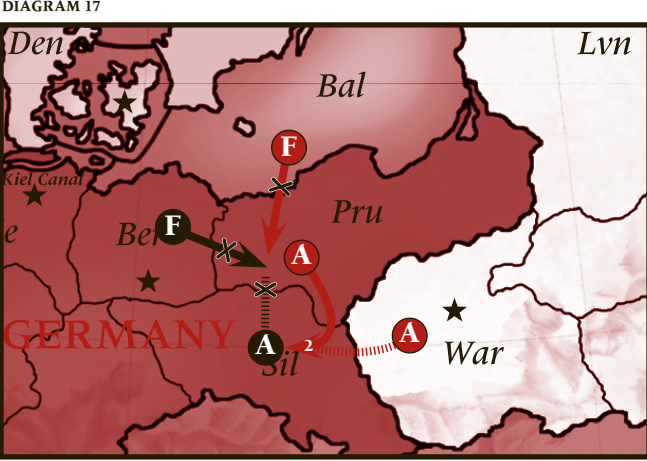 DIAGRAM 17
Den
Lvn
Bal
F
Kiel Canal
Pru
F
e
Ber
A
GERMANY
A
2
A
Sil
War